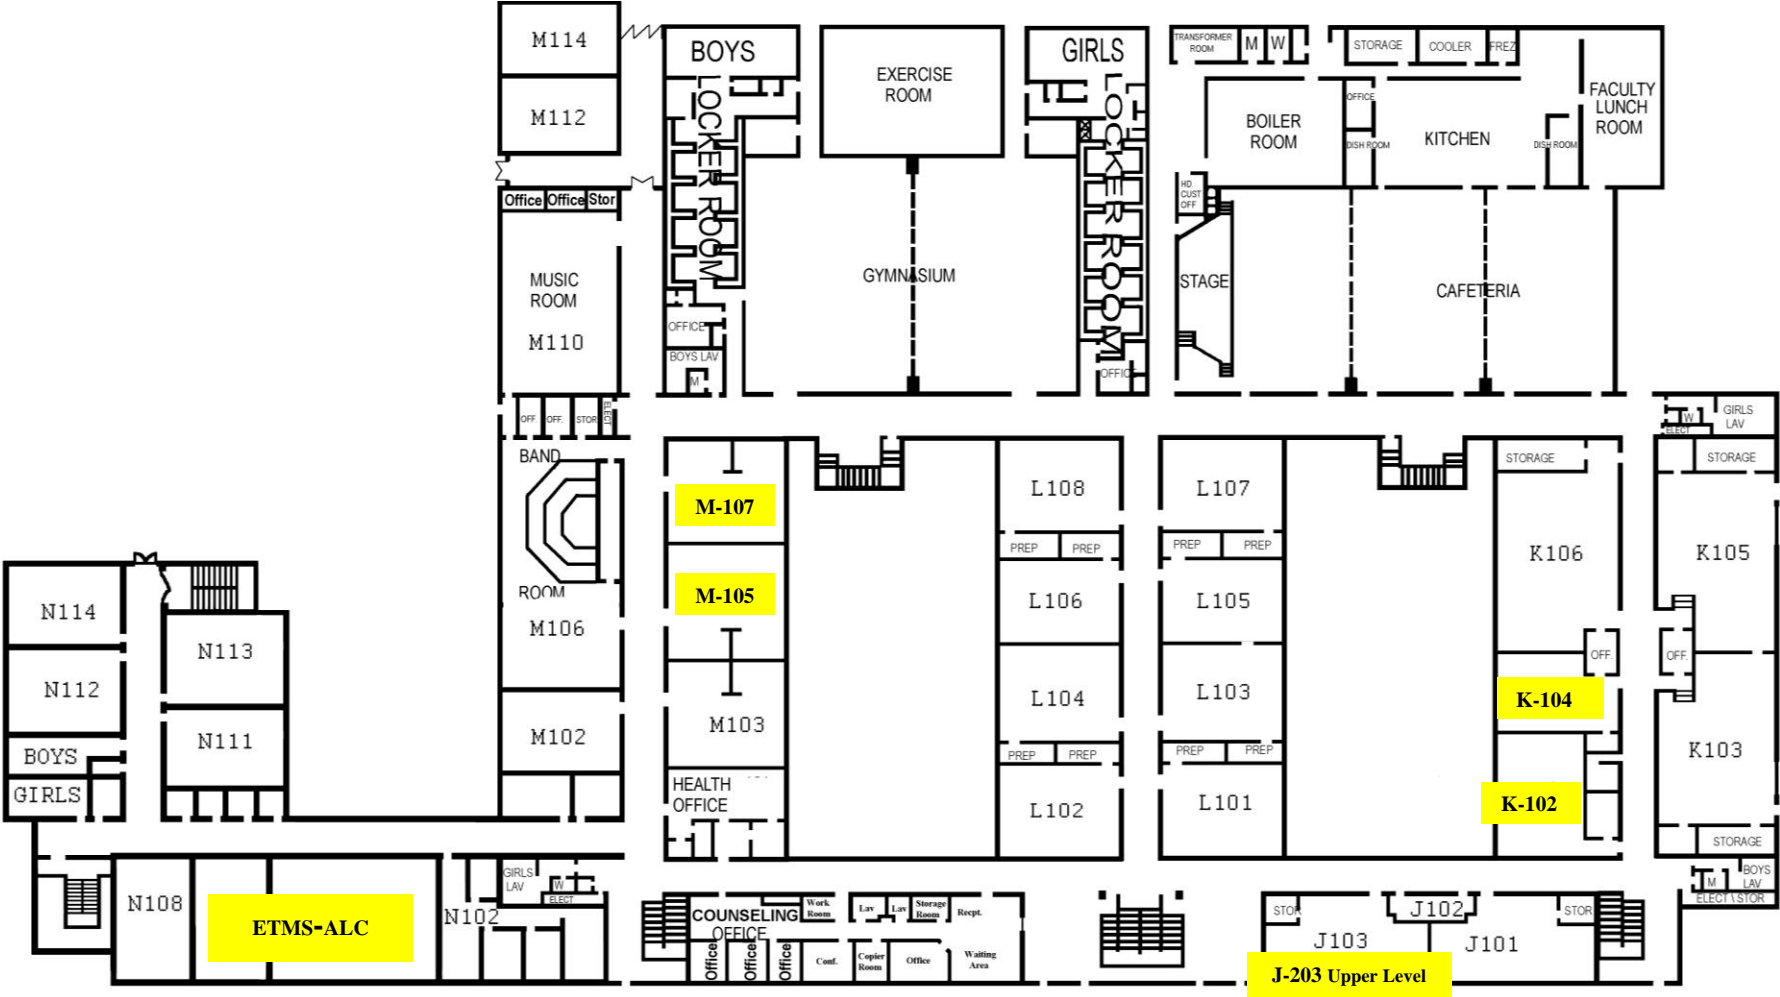 M114
BOYS
EXERCISE
ROOM
GIRLS
TRANSFORMER
ROOM
M
W
STORAGE
COOLER
FREZ
FACULTY
LUNCH
ROOM
M112
LOCKER ROOM
LOCKER ROOM
BOILER
ROOM
OFFICE
DISH ROOM
KITCHEN
DISH ROOM
Office
Office
Stor
HD.
CUST
OFF
MUSIC
ROOM
M110
GYMNASIUM
STAGE
CAFETERIA
OFFICE
BOYS LAV
M
OFFICE
OFF.
OFF.
STOR
ELECT
W
GIRLS
LAV
ELECT
BAND
ROOM
M106
M-107
M-105
L108
PREP
PREP
L106
L107
PREP
PREP
L105
STORAGE
K106
STORAGE
K105
N114
N113
N112
N111
BOYS
GIRLS
M102
M103
HEALTH
OFFICE
L104
PREP
PREP
L102
L103
PREP
PREP
L101
OFF.
OFF.
K-104
K-102
K103
STORAGE
N108
ETMS-ALC
N102
GIRLS
LAV
W
ELECT
COUNSELING
OFFICE
Office
Office
Office
Work
Room
Lav
Lav
Storage
Room
Recpt.
Conf.
Copier
Room
Office
Waiting
Area
STOR
J102
STOR
J103
J101
J-203 Upper Level
M
BOYS
LAV
ELECT \ STOR